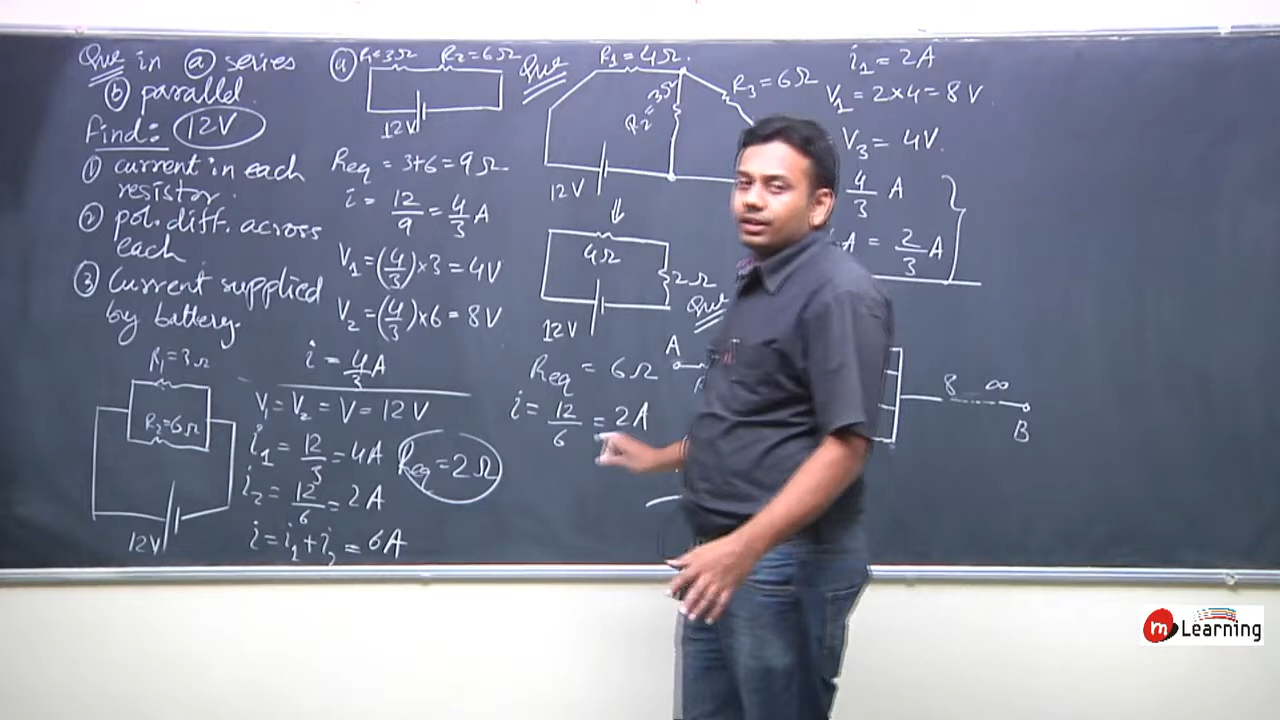 Que in ⓐ series
ⓑ parallel.
Find: 12V
① current in each
resistor.
② pot. diff. across
each
③ Current supplied
by battery.
R₁=3Ω
R₂=6Ω
12V
ⓐ R₁=3Ω R₂=6Ω
12V
Req = 3+6=9Ω
i = 12/9 = 4/3 A
V₁=(4/3)×3=4V
V₂=(4/3)×6=8V
i=4/3 A
V₁=V₂=V=12V
i₁=12/3=4A
i₂=12/6=2A
i=i₁+i₂=6A
Req=2Ω
Que R₁=4Ω
R₂=3Ω
R₃=6Ω
12V
⇓
4Ω
2Ω
12V
Req = 6Ω
i=12/6=2A
i₁=2A
V₁=2×4=8V
V₃=4V
4/3 A
A=2/3 A
Que
A
8 ∞
B
m Learning